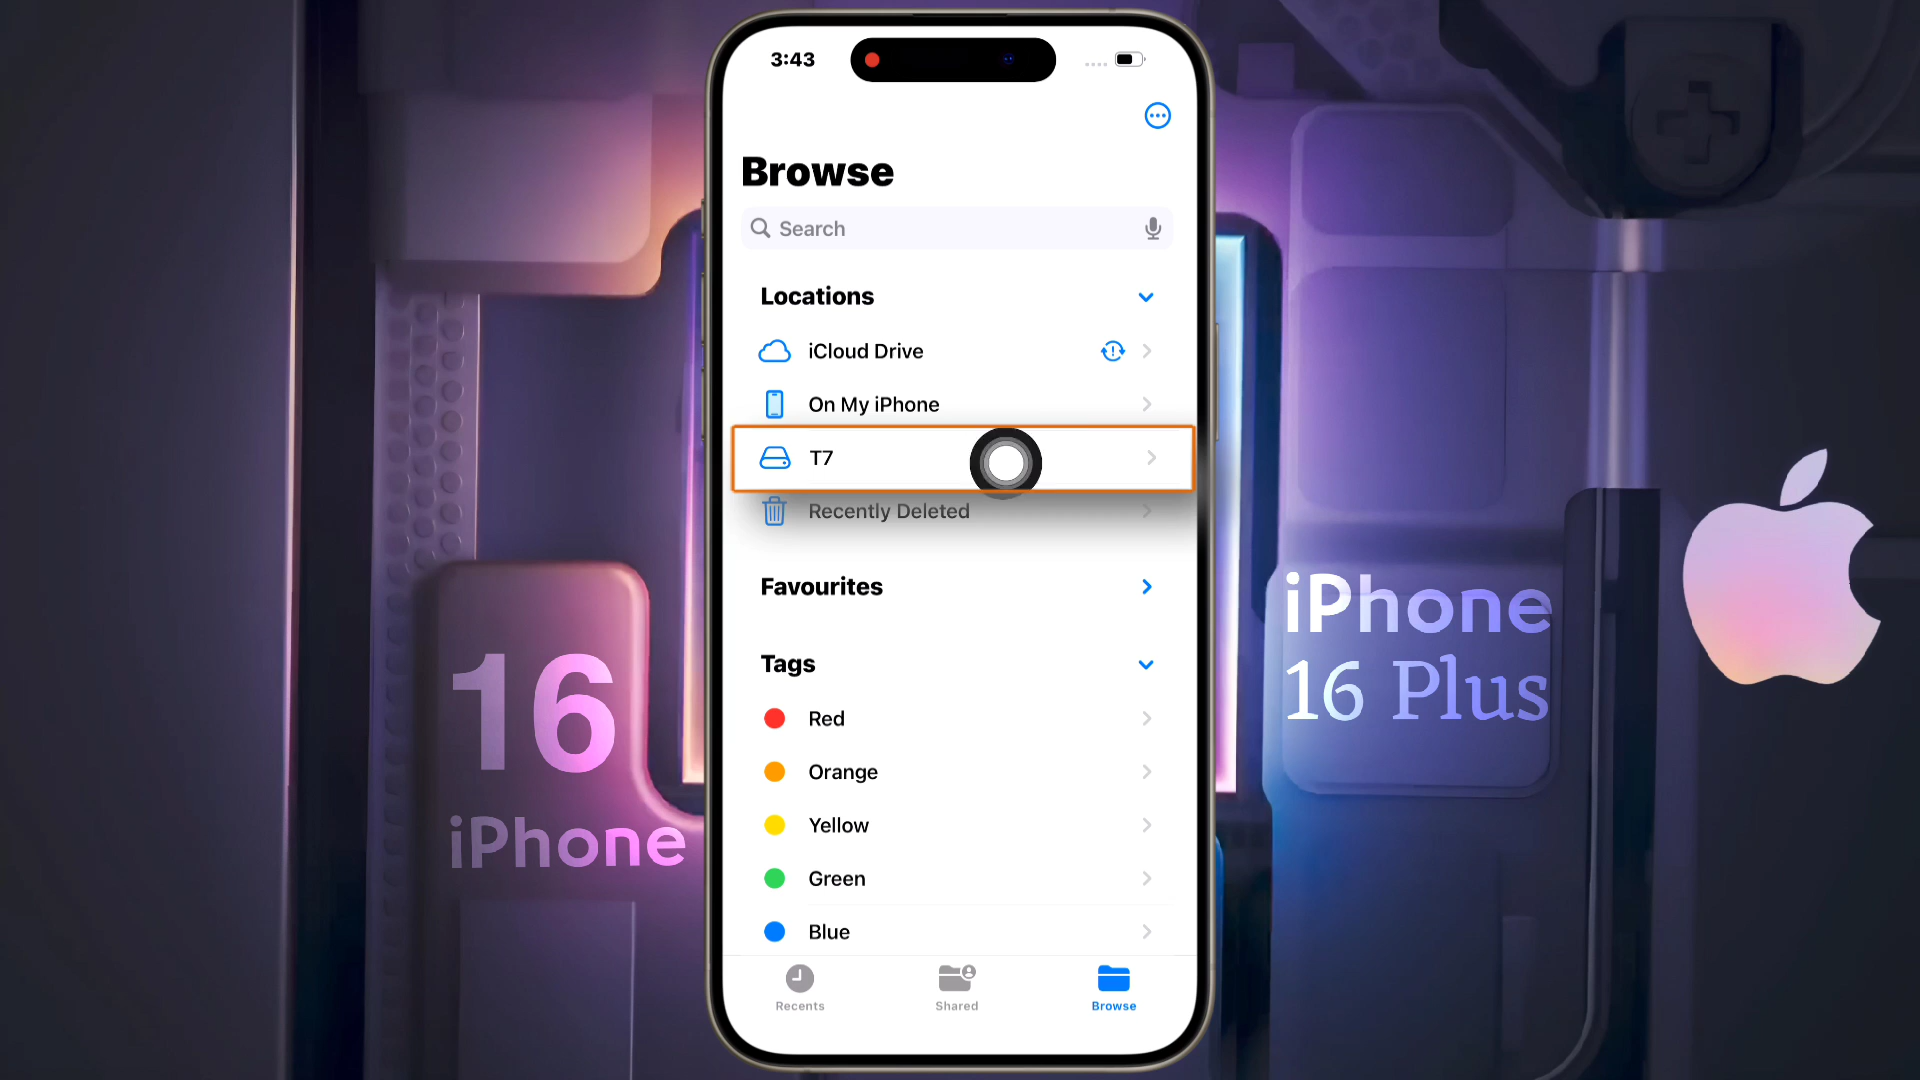 3:43
Browse
Search
Locations
iCloud Drive
On My iPhone
T7
Recently Deleted
Favourites
Tags
Red
Orange
Yellow
Green
Blue
Recents
Shared
Browse
16
iPhone
iPhone
16 Plus